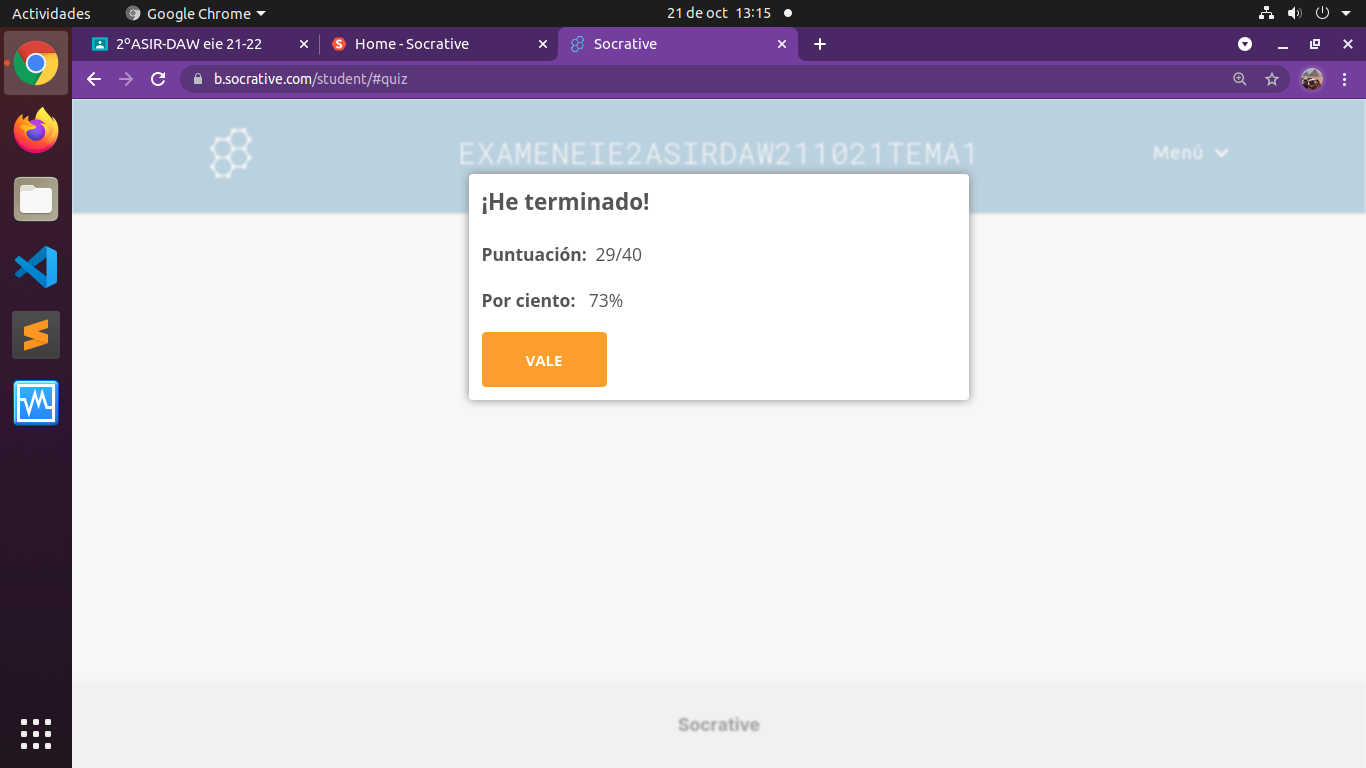 Actividades Google Chrome 21 de oct 13:15
2ºASIR-DAW eie 21-22 Home - Socrative Socrative
b.socrative.com/student/#quiz
EXAMENEIE2ASIRDAW211021TEMA1 Menú
¡He terminado!
Puntuación: 29/40
Por ciento: 73%
VALE
Socrative